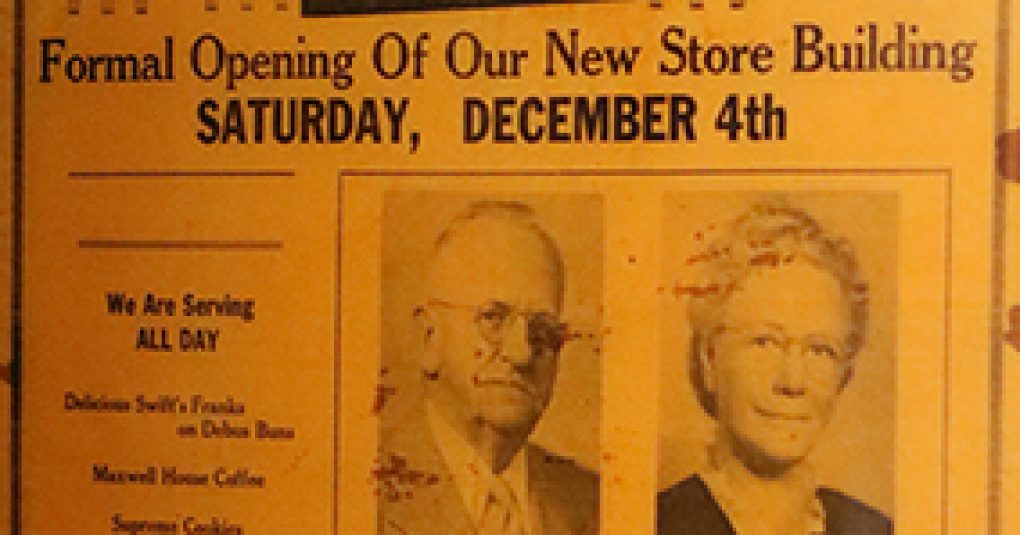 Formal Opening Of Our New Store Building
SATURDAY, DECEMBER 4th
We Are Serving
ALL DAY
Delicious Swift's Franks
on Debus Buns
Maxwell House Coffee
Supreme Cookies